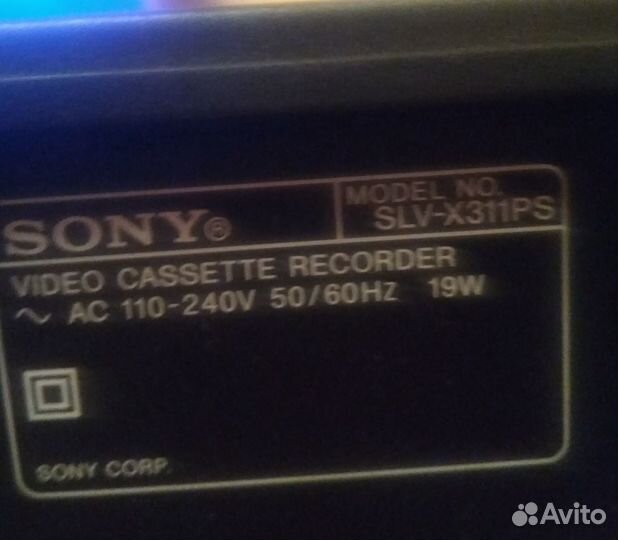 SONY®
MODEL NO.
SLV-X311PS
VIDEO CASSETTE RECORDER
~ AC 110-240V 50/60HZ 19W
SONY CORP.
Avito